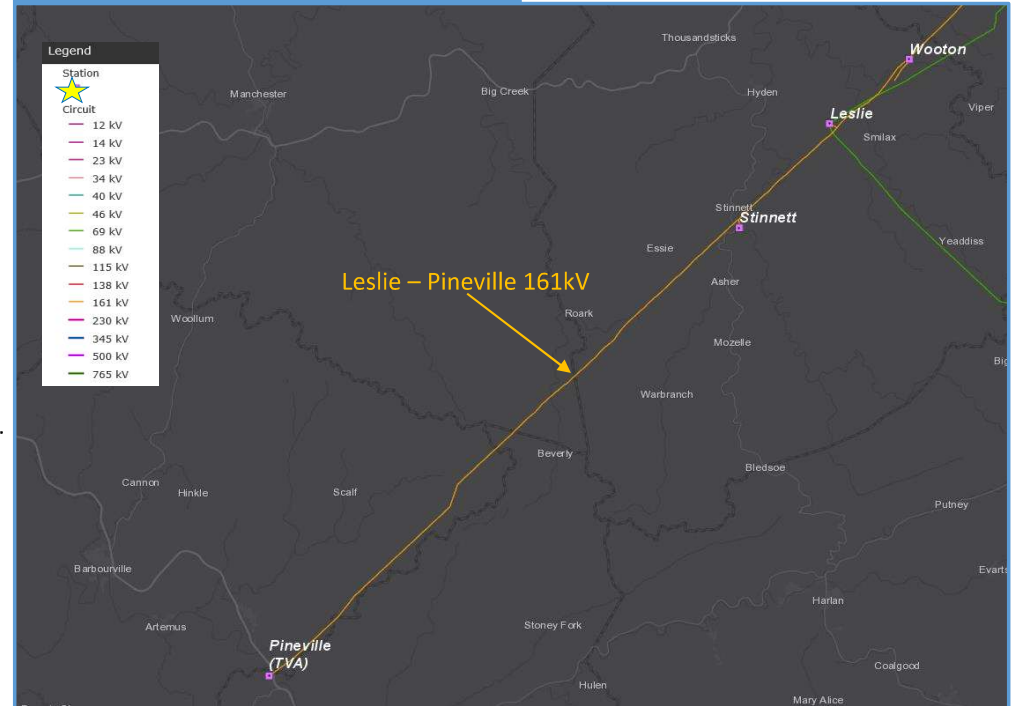 Legend
Station
Circuit
12 kV
14 kV
23 kV
34 kV
40 kV
46 kV
69 kV
88 kV
115 kV
138 kV
161 kV
230 kV
345 kV
500 kV
765 kV
Thousandsticks
Wooton
Manchester
Big Creek
Hyden
Viper
Leslie
Smilax
Stinnett
Stinnett
Yeaddiss
Essie
Asher
Leslie – Pineville 161kV
Roark
Woollum
Mozelle
Big
Warbranch
Beverly
Bledsoe
Cannon
Hinkle
Scalf
Putney
Barbourville
Evarts
Harlan
Artemus
Stoney Fork
Pineville
(TVA)
Coalgood
Hulen
Mary Alice